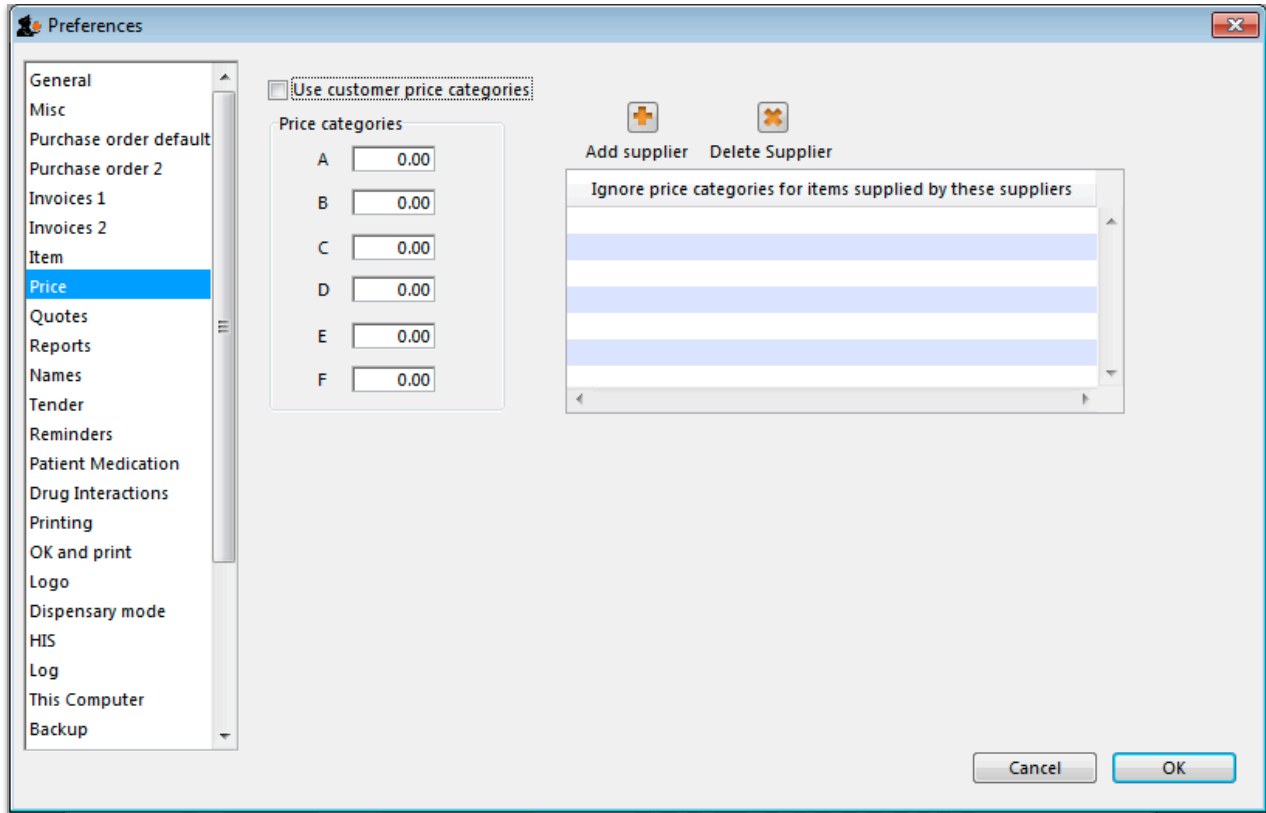 Preferences
General
Misc
Purchase order default
Purchase order 2
Invoices 1
Invoices 2
Item
Price
Quotes
Reports
Names
Tender
Reminders
Patient Medication
Drug Interactions
Printing
OK and print
Logo
Dispensary mode
HIS
Log
This Computer
Backup
Use customer price categories
Price categories
A 0.00
B 0.00
C 0.00
D 0.00
E 0.00
F 0.00
Add supplier Delete Supplier
Ignore price categories for items supplied by these suppliers
Cancel OK